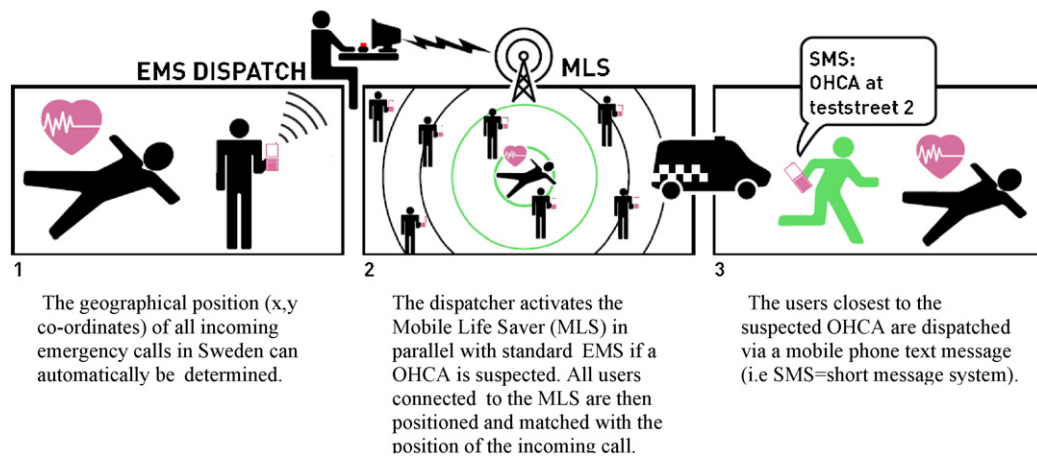 EMS DISPATCH
MLS
SMS:
OHCA at
teststreet 2
1
The geographical position (x,y
co-ordinates) of all incoming
emergency calls in Sweden can
automatically be determined.
2
The dispatcher activates the
Mobile Life Saver (MLS) in
parallel with standard EMS if a
OHCA is suspected. All users
connected to the MLS are then
positioned and matched with the
position of the incoming call.
3
The users closest to the
suspected OHCA are dispatched
via a mobile phone text message
(i.e SMS=short message system).